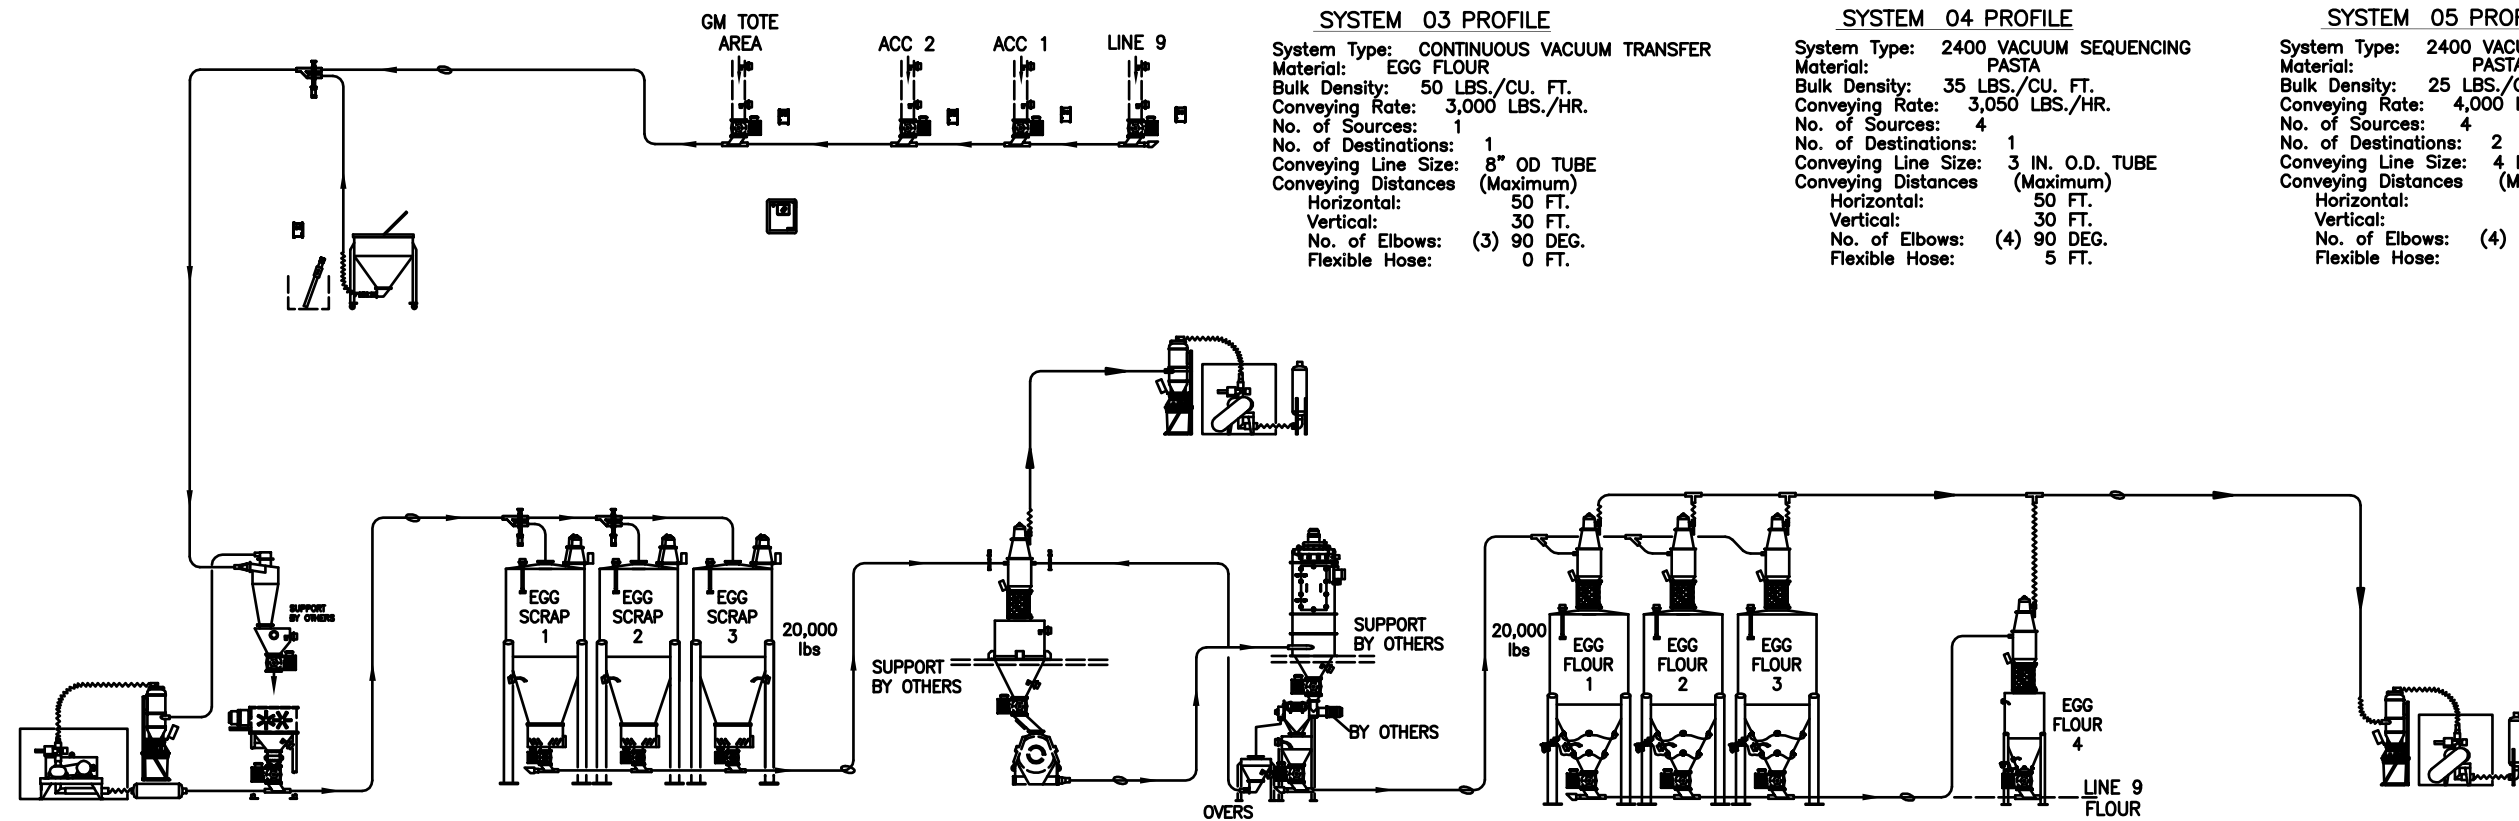 GM TOTE
AREA
ACC 2
ACC 1
LINE 9
SYSTEM 03 PROFILE
System Type: CONTINUOUS VACUUM TRANSFER
Material: EGG FLOUR
Bulk Density: 50 LBS./CU. FT.
Conveying Rate: 3,000 LBS./HR.
No. of Sources: 1
No. of Destinations: 1
Conveying Line Size: 8" OD TUBE
Conveying Distances (Maximum)
Horizontal: 50 FT.
Vertical: 30 FT.
No. of Elbows: (3) 90 DEG.
Flexible Hose: 0 FT.
SYSTEM 04 PROFILE
System Type: 2400 VACUUM SEQUENCING
Material: PASTA
Bulk Density: 35 LBS./CU. FT.
Conveying Rate: 3,050 LBS./HR.
No. of Sources: 4
No. of Destinations: 1
Conveying Line Size: 3 IN. O.D. TUBE
Conveying Distances (Maximum)
Horizontal: 50 FT.
Vertical: 30 FT.
No. of Elbows: (4) 90 DEG.
Flexible Hose: 5 FT.
SYSTEM 05
System Type: 2400
Material: PASTA
Bulk Density: 25
Conveying Rate: 4,000
No. of Sources: 4
No. of Destinations: 2
Conveying Line Size: 4
Conveying Distances
Horizontal:
Vertical:
No. of Elbows: (4)
Flexible Hose:
SUPPORT
BY OTHERS
EGG
SCRAP
1
EGG
SCRAP
2
EGG
SCRAP
3
20,000
lbs
SUPPORT
BY OTHERS
SUPPORT
BY OTHERS
BY OTHERS
OVERS
20,000
lbs
EGG
FLOUR
1
EGG
FLOUR
2
EGG
FLOUR
3
EGG
FLOUR
4
LINE 9
FLOUR